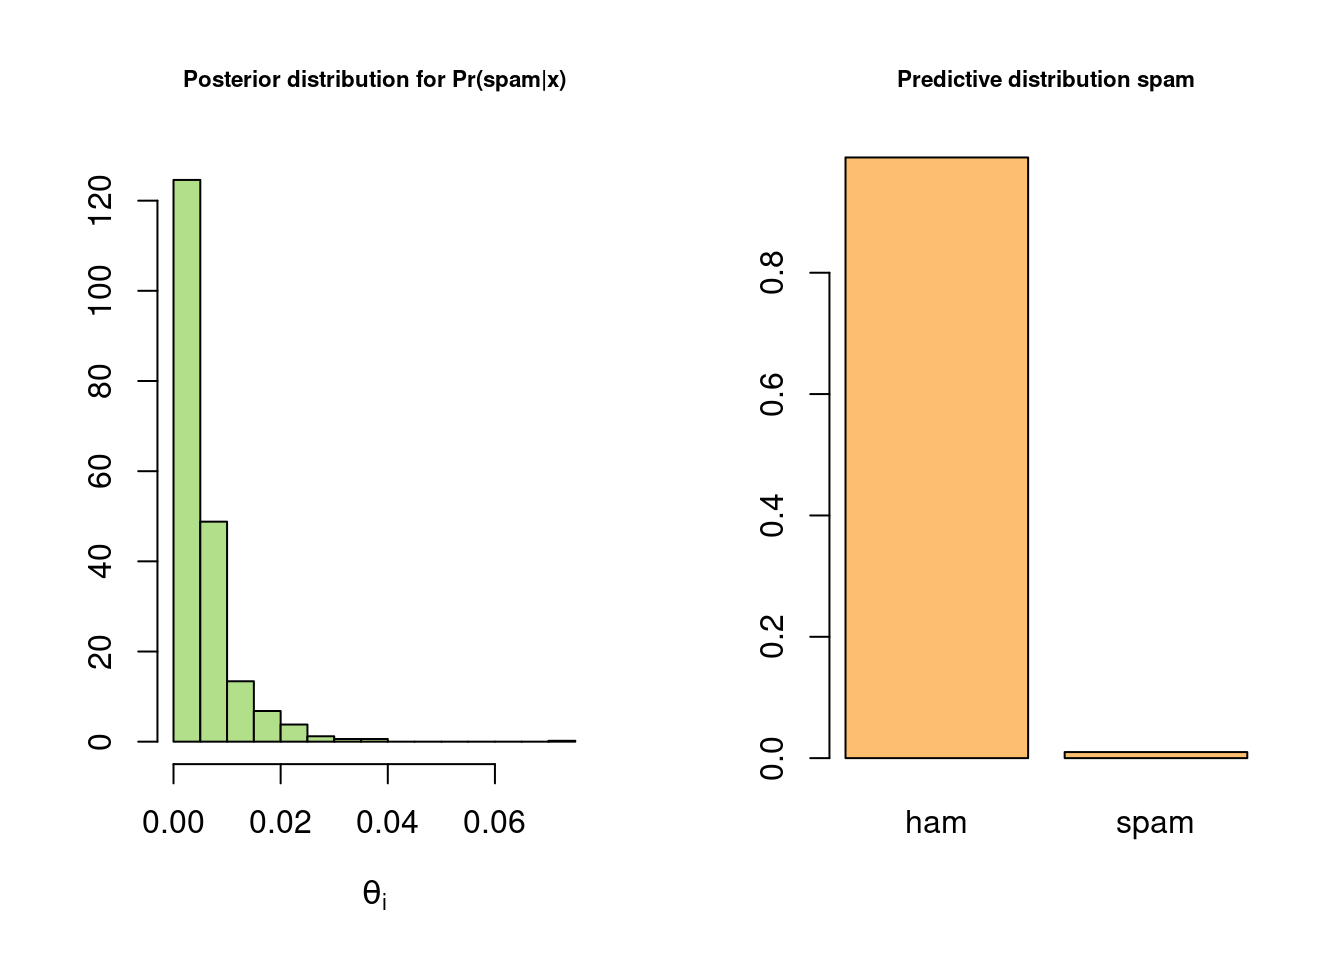 Posterior distribution for Pr(spam|x)
120
100
80
60
40
20
0
0.00 0.02 0.04 0.06
θi
Predictive distribution spam
0.8
0.6
0.4
0.2
0.0
ham spam